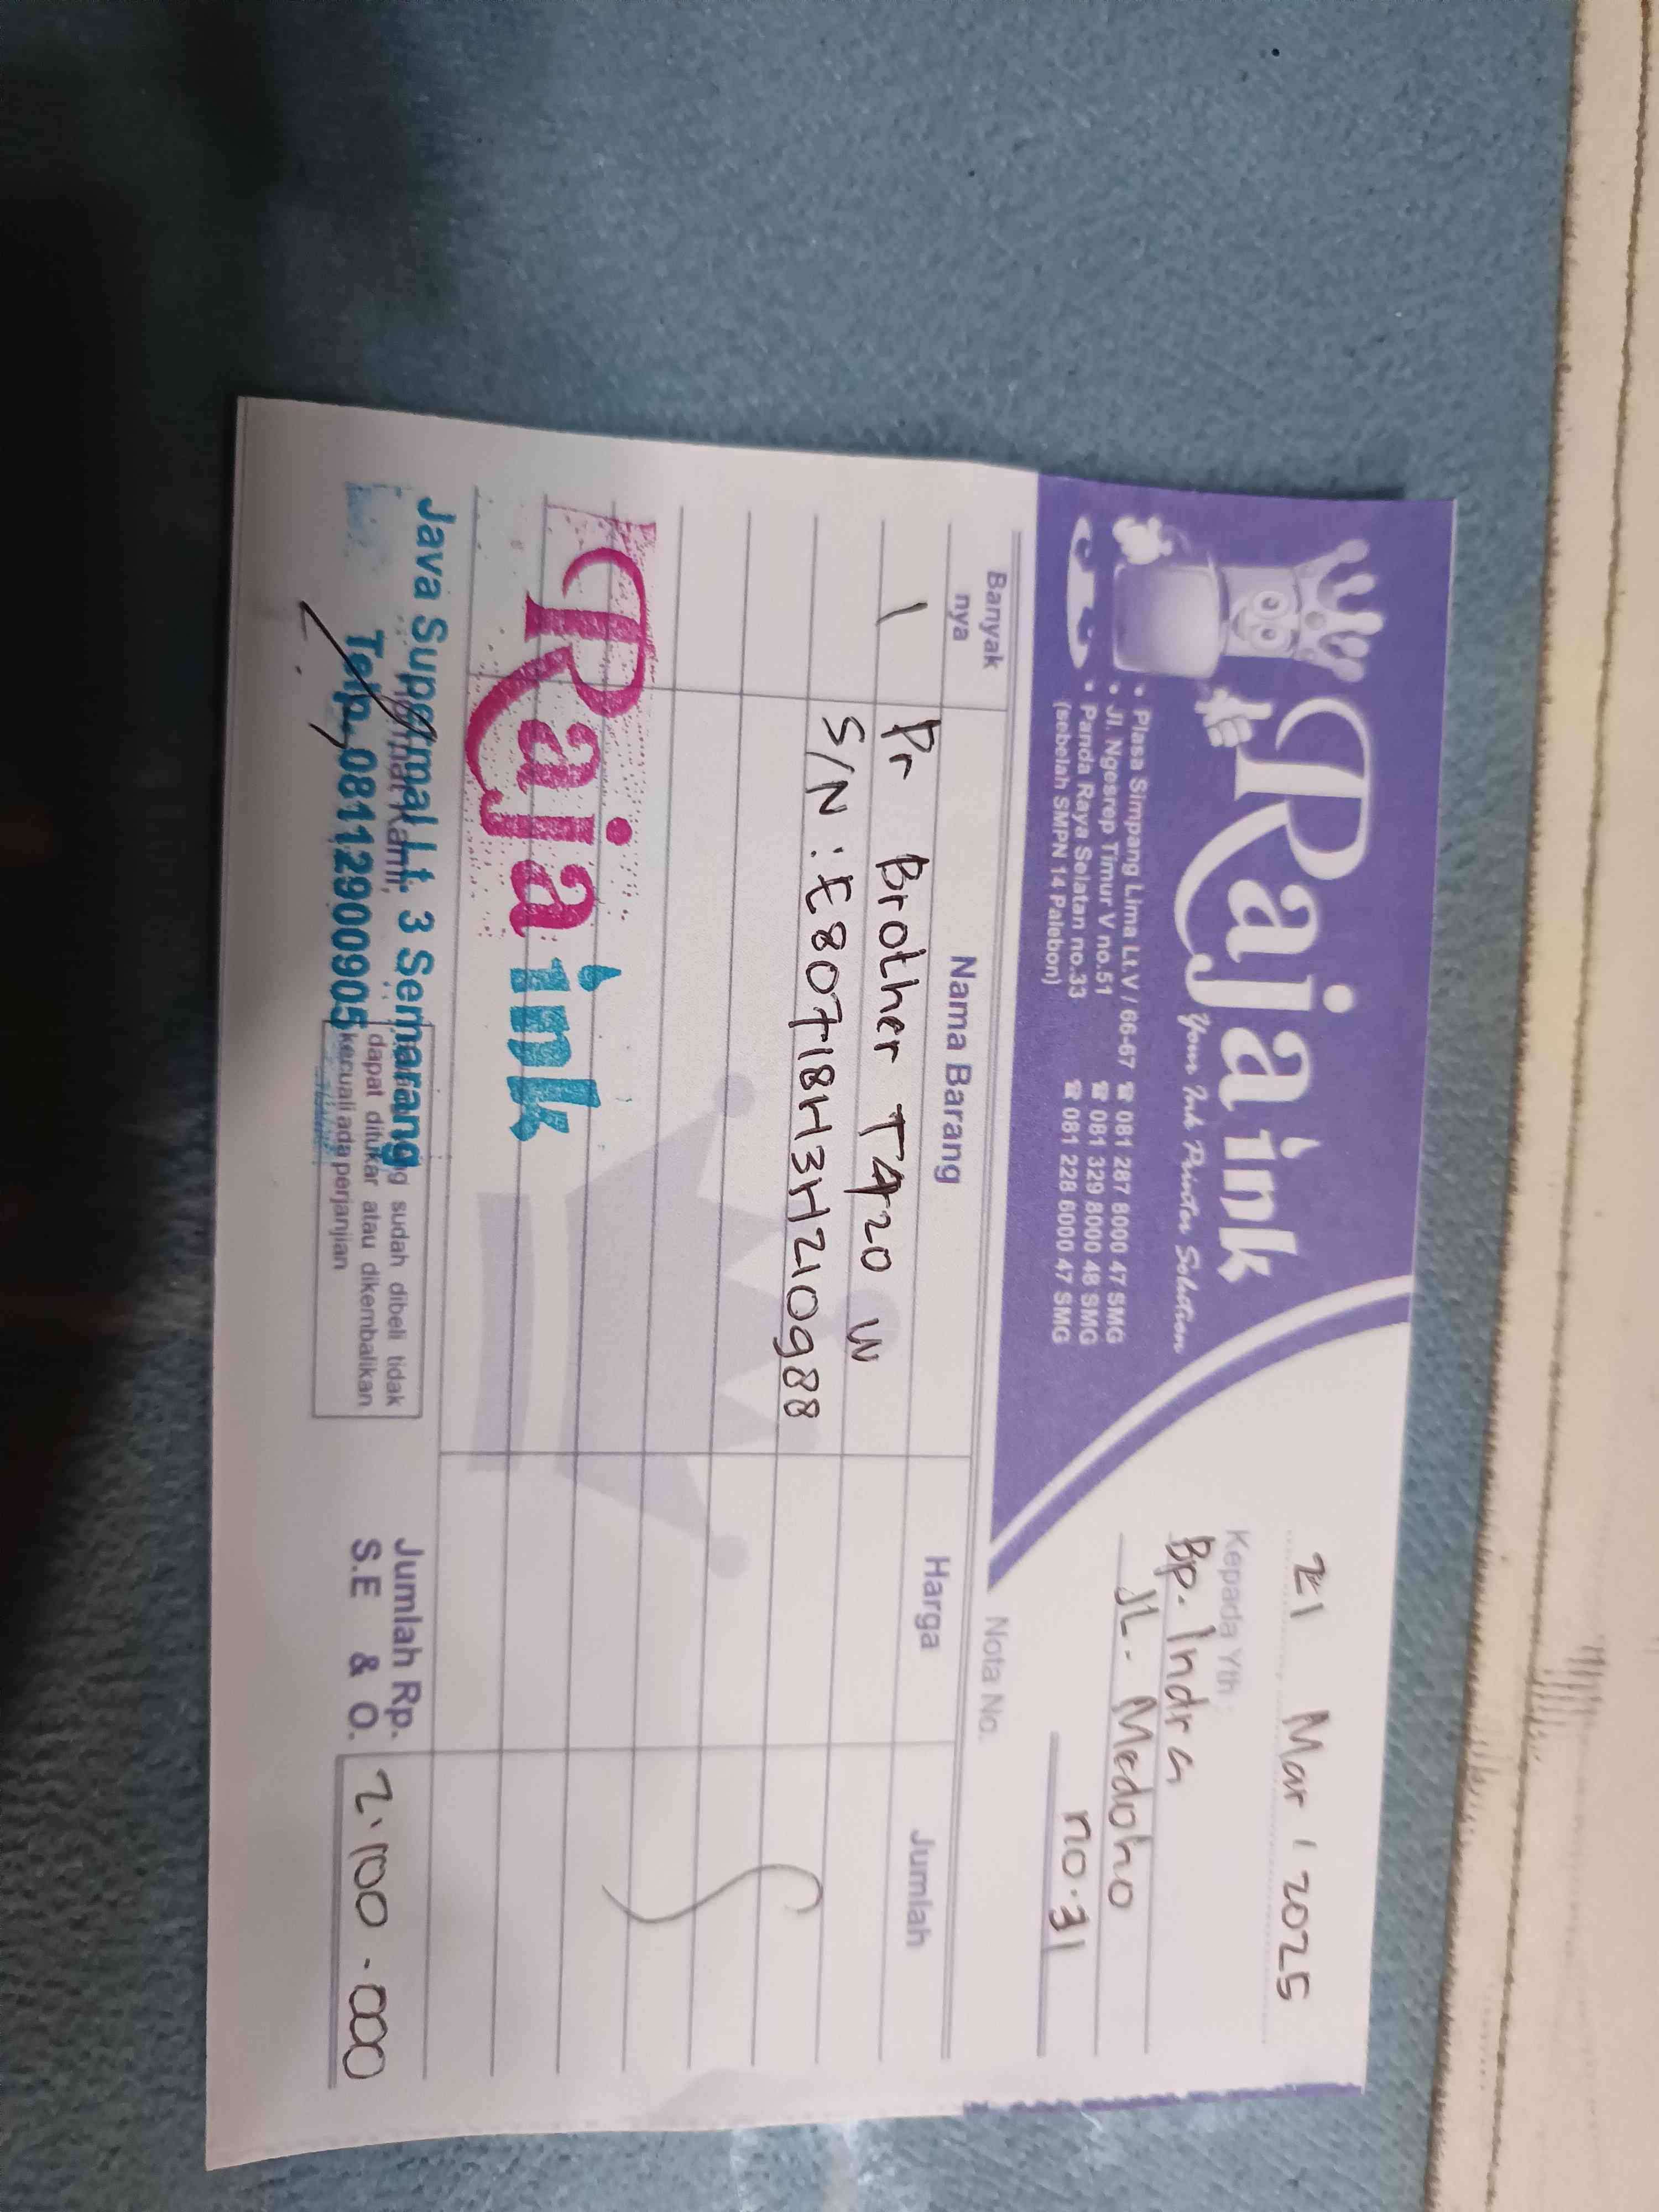 Raja ink
Your Ink Printer Solution
• Plasa Simpang Lima Lt.V / 66-67 ☎ 081 287 8000 47 SMG
• Jl. Ngesrep Timur V no.51 ☎ 081 329 8000 48 SMG
• Panda Raya Selatan no.33 ☎ 081 228 6000 47 SMG
(sebelah SMPN 14 Palebon)
21 Mar 2025
Kepada Yth :
Bp. Indra
JL. Medoho
no.31
Nota No.
Banyak nya Nama Barang Harga Jumlah
1 Pr Brother T420 W
S/N : E80718H3H210988
Raja ink
Java Supermal Lt. 3 Semarang
Telp. 08112900905
Hormat Kami,
sudah dibeli tidak
dapat ditukar atau dikembalikan
kecuali ada perjanjian
Jumlah Rp. 2.100.000
S.E & O.